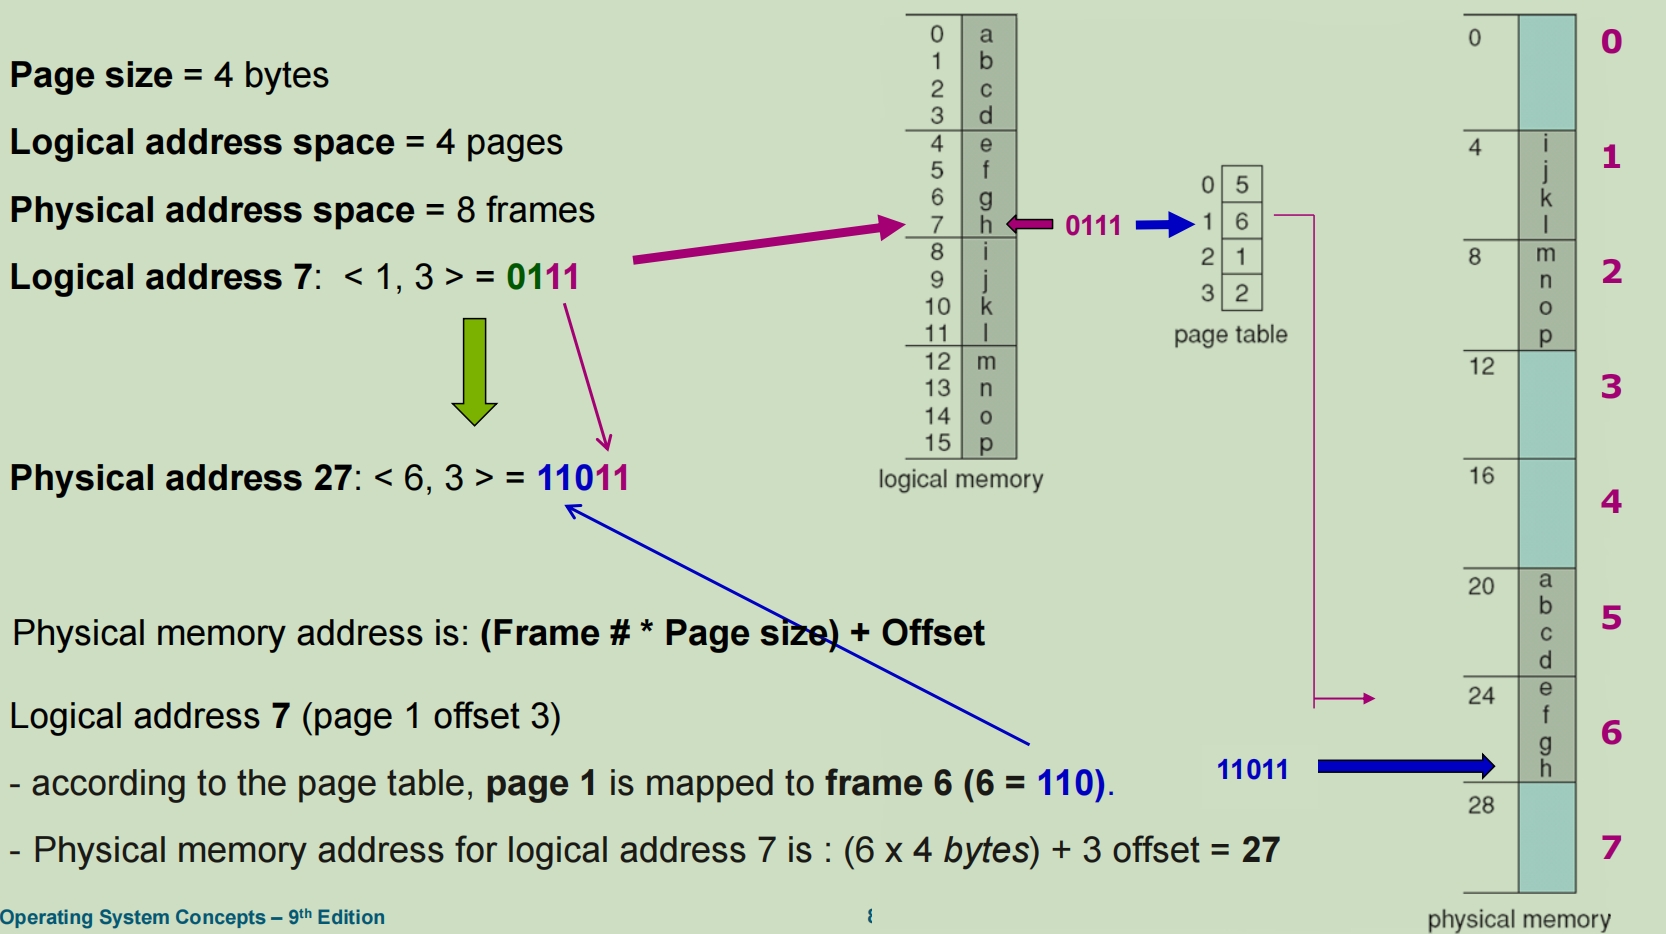 Page size = 4 bytes
Logical address space = 4 pages
Physical address space = 8 frames
Logical address 7: < 1, 3 > = 0111
Physical address 27: < 6, 3 > = 11011
Physical memory address is: (Frame # * Page size) + Offset
Logical address 7 (page 1 offset 3)
- according to the page table, page 1 is mapped to frame 6 (6 = 110).
- Physical memory address for logical address 7 is : (6 x 4 bytes) + 3 offset = 27
Operating System Concepts – 9th Edition
0 a
1 b
2 c
3 d
4 e
5 f
6 g
7 h
8 i
9 j
10 k
11 l
12 m
13 n
14 o
15 p
logical memory
0111
0 5
1 6
2 1
3 2
page table
11011
0
4 i
j
k
l
8 m
n
o
p
12
16
20 a
b
c
d
24 e
f
g
h
28
physical memory
0
1
2
3
4
5
6
7